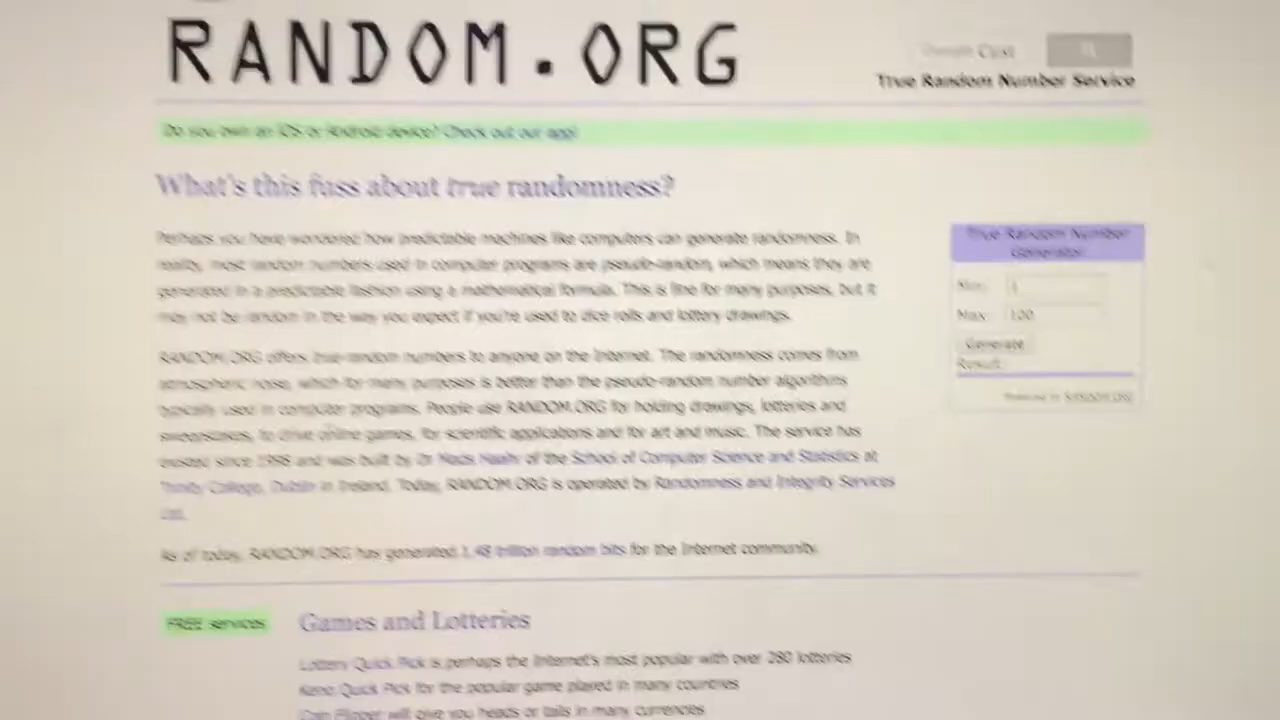 RANDOM.ORG
True Random Number Service
Do you own an iOS or Android device? Check out our app!
What's this fuss about true randomness?
Perhaps you have wondered how predictable machines like computers can generate randomness. In
reality, most random numbers used in computer programs are pseudo-random, which means they are
generated in a predictable fashion using a mathematical formula. This is fine for many purposes, but it
may not be random in the way you expect if you're used to dice rolls and lottery drawings.
RANDOM.ORG offers true random numbers to anyone on the Internet. The randomness comes from
atmospheric noise, which for many purposes is better than the pseudo-random number algorithms
typically used in computer programs. People use RANDOM.ORG for holding drawings, lotteries and
sweepstakes, to drive online games, for scientific applications and for art and music. The service has
existed since 1998 and was built by Dr Mads Haahr of the School of Computer Science and Statistics at
Trinity College, Dublin in Ireland. Today, RANDOM.ORG is operated by Randomness and Integrity Services
Ltd.
As of today, RANDOM.ORG has generated 1.48 trillion random bits for the Internet community.
True Random Number
Generator
Min: 1
Max: 100
Generate
Result:
Powered by RANDOM.ORG
FREE services
Games and Lotteries
Lottery Quick Pick is perhaps the Internet's most popular with over 280 lotteries
Keno Quick Pick for the popular game played in many countries
Coin Flipper will give you heads or tails in many currencies